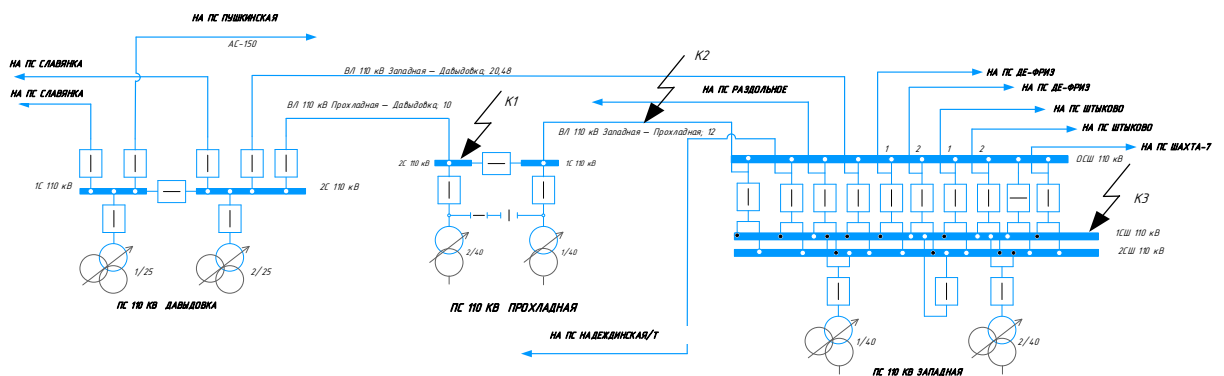 НА ПС ПУШКИНСКАЯ
АС-150
НА ПС СЛАВЯНКА
НА ПС СЛАВЯНКА
ВЛ 110 кВ Западная – Давыдовка; 20,48
ВЛ 110 кВ Прохладная – Давыдовка; 10
К1
К2
НА ПС РАЗДОЛЬНОЕ
ВЛ 110 кВ Западная – Прохладная; 12
НА ПС ДЕ-ФРИЗ
НА ПС ДЕ-ФРИЗ
НА ПС ШТЫКОВО
НА ПС ШТЫКОВО
НА ПС ШАХТА-7
1
2
1
2
ОСШ 110 кВ
К3
1СШ 110 кВ
2СШ 110 кВ
1С 110 кВ
2С 110 кВ
2С 110 кВ
1С 110 кВ
1/25
2/25
2/40
1/40
1/40
2/40
ПС 110 КВ ДАВЫДОВКА
ПС 110 КВ ПРОХЛАДНАЯ
НА ПС НАДЕЖДИНСКАЯ/Т
ПС 110 КВ ЗАПАДНАЯ